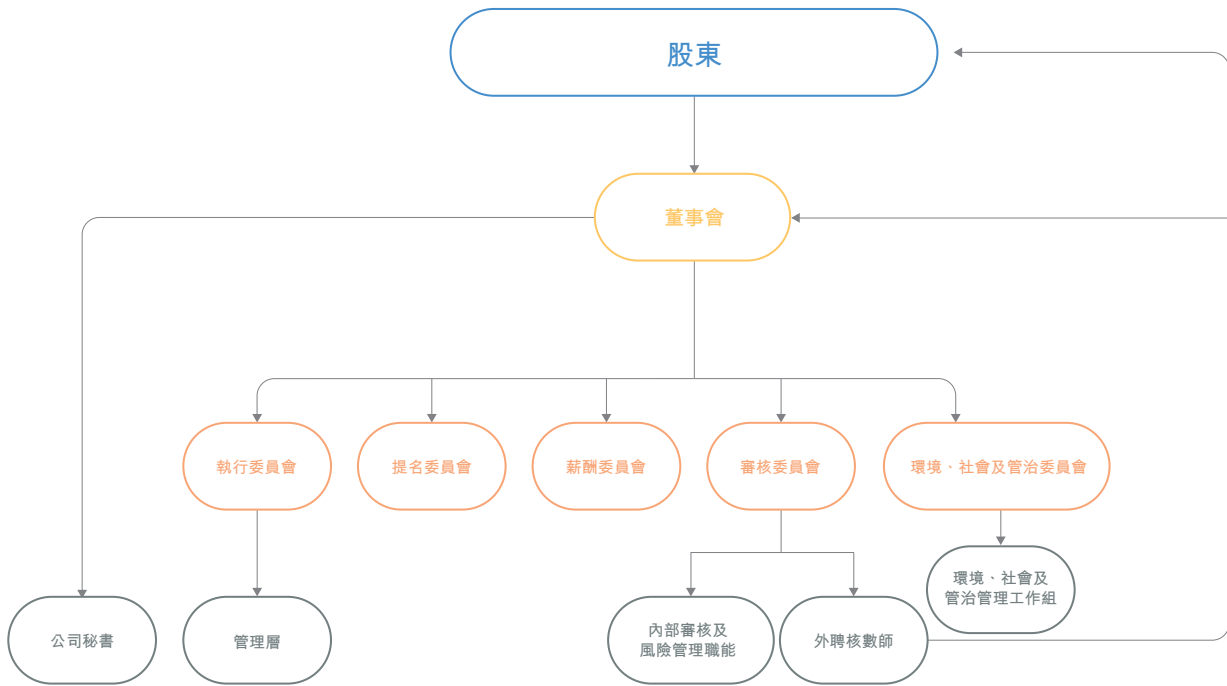 股東
董事會
執行委員會
提名委員會
薪酬委員會
審核委員會
環境、社會及管治委員會
環境、社會及
管治管理工作組
公司秘書
管理層
內部審核及
風險管理職能
外聘核數師